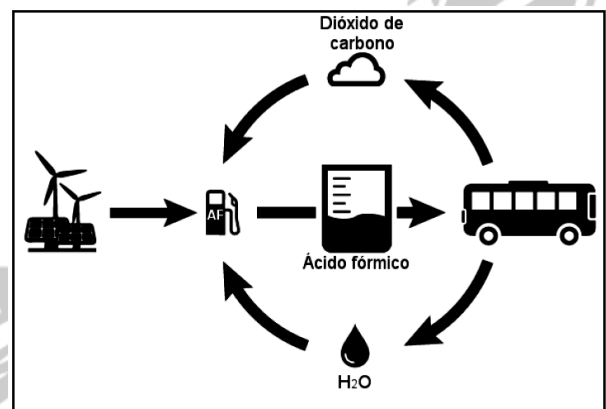 Dióxido de
carbono
AF
Ácido fórmico
H₂O